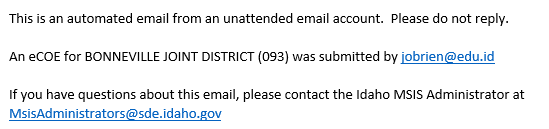 This is an automated email from an unattended email account.  Please do not reply.
An eCOE for BONNEVILLE JOINT DISTRICT (093) was submitted by jobrien@edu.id
If you have questions about this email, please contact the Idaho MSIS Administrator at
MsisAdministrators@sde.idaho.gov